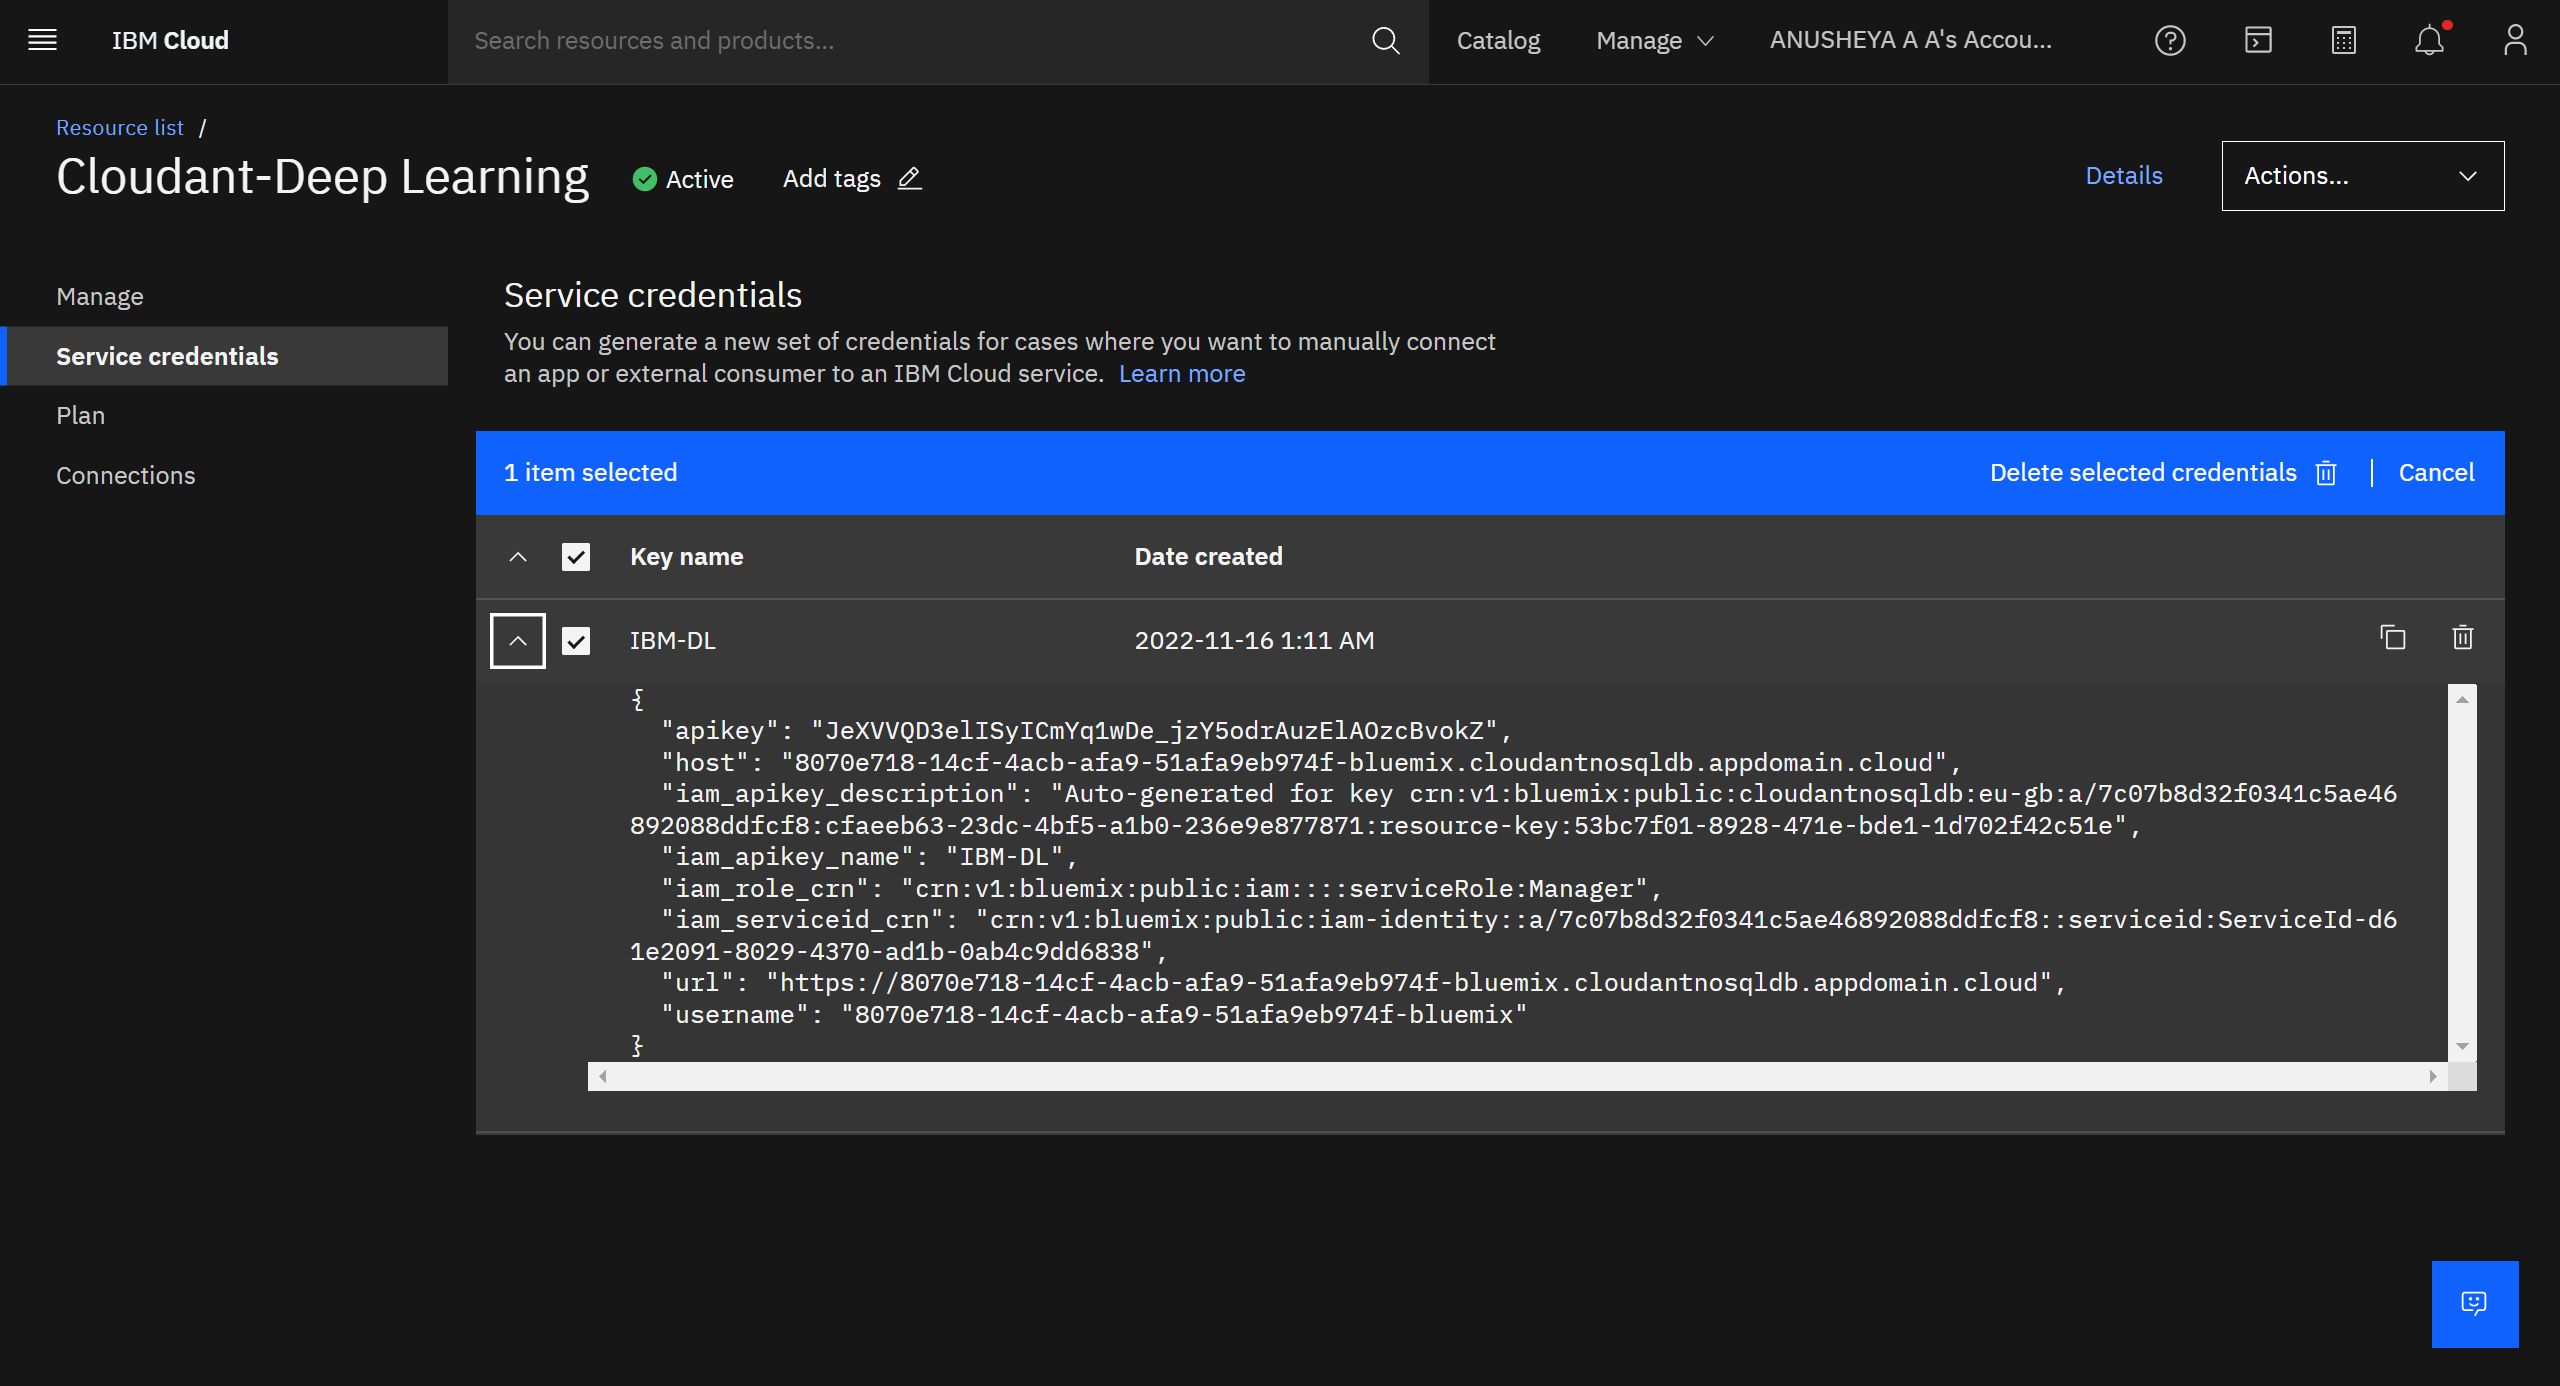 IBM Cloud
Search resources and products...
Catalog
Manage
ANUSHEYA A A's Accou...
Resource list /
Cloudant-Deep Learning
Active
Add tags
Details
Actions...
Manage
Service credentials
Plan
Connections
Service credentials
You can generate a new set of credentials for cases where you want to manually connect
an app or external consumer to an IBM Cloud service. Learn more
1 item selected
Delete selected credentials
Cancel
Key name
Date created
IBM-DL
2022-11-16 1:11 AM
{
"apikey": "JeXVVQD3elISyICmYq1wDe_jzY5odrAuzElAOzcBvokZ",
"host": "8070e718-14cf-4acb-afa9-51afa9eb974f-bluemix.cloudantnosqldb.appdomain.cloud",
"iam_apikey_description": "Auto-generated for key crn:v1:bluemix:public:cloudantnosqldb:eu-gb:a/7c07b8d32f0341c5ae46
892088ddfcf8:cfaeeb63-23dc-4bf5-a1b0-236e9e877871:resource-key:53bc7f01-8928-471e-bde1-1d702f42c51e",
"iam_apikey_name": "IBM-DL",
"iam_role_crn": "crn:v1:bluemix:public:iam::::serviceRole:Manager",
"iam_serviceid_crn": "crn:v1:bluemix:public:iam-identity::a/7c07b8d32f0341c5ae46892088ddfcf8::serviceid:ServiceId-d6
1e2091-8029-4370-ad1b-0ab4c9dd6838",
"url": "https://8070e718-14cf-4acb-afa9-51afa9eb974f-bluemix.cloudantnosqldb.appdomain.cloud",
"username": "8070e718-14cf-4acb-afa9-51afa9eb974f-bluemix"
}